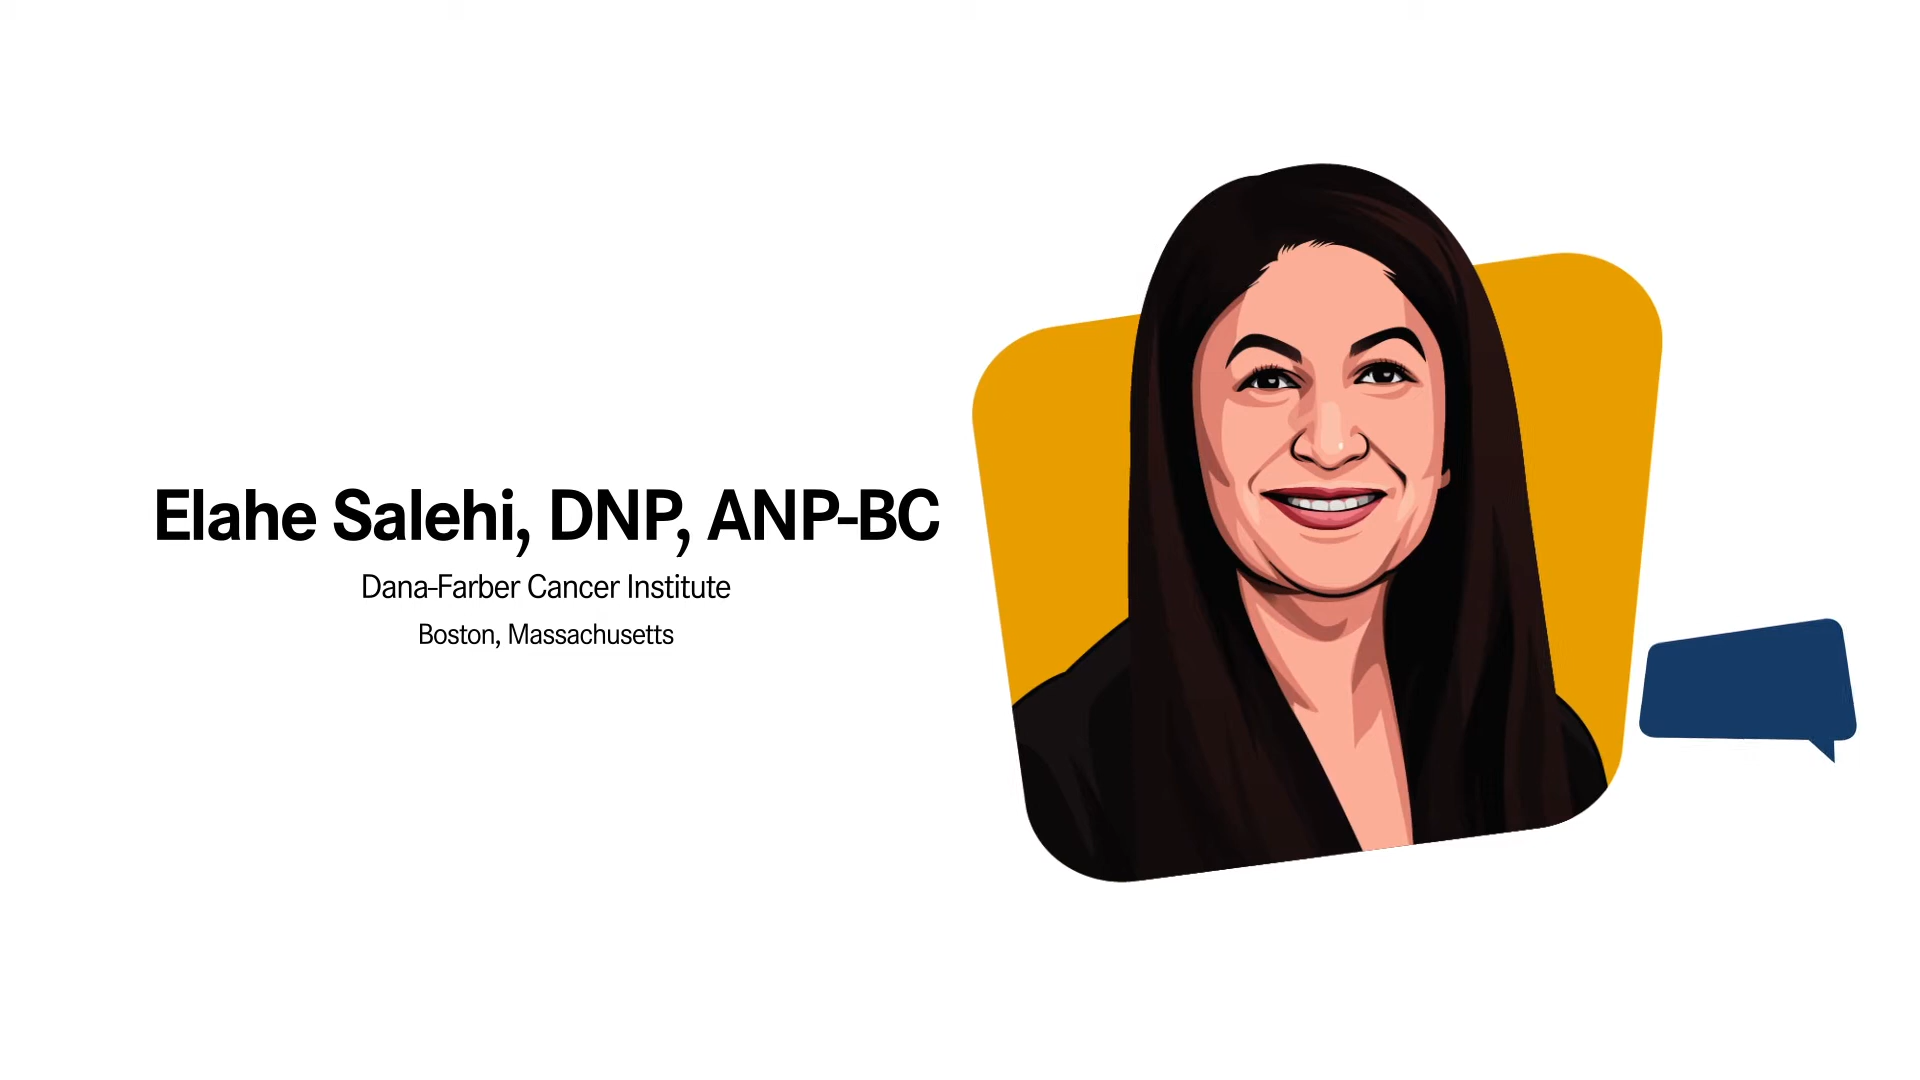 Elahe Salehi, DNP, ANP-BC
Dana-Farber Cancer Institute
Boston, Massachusetts